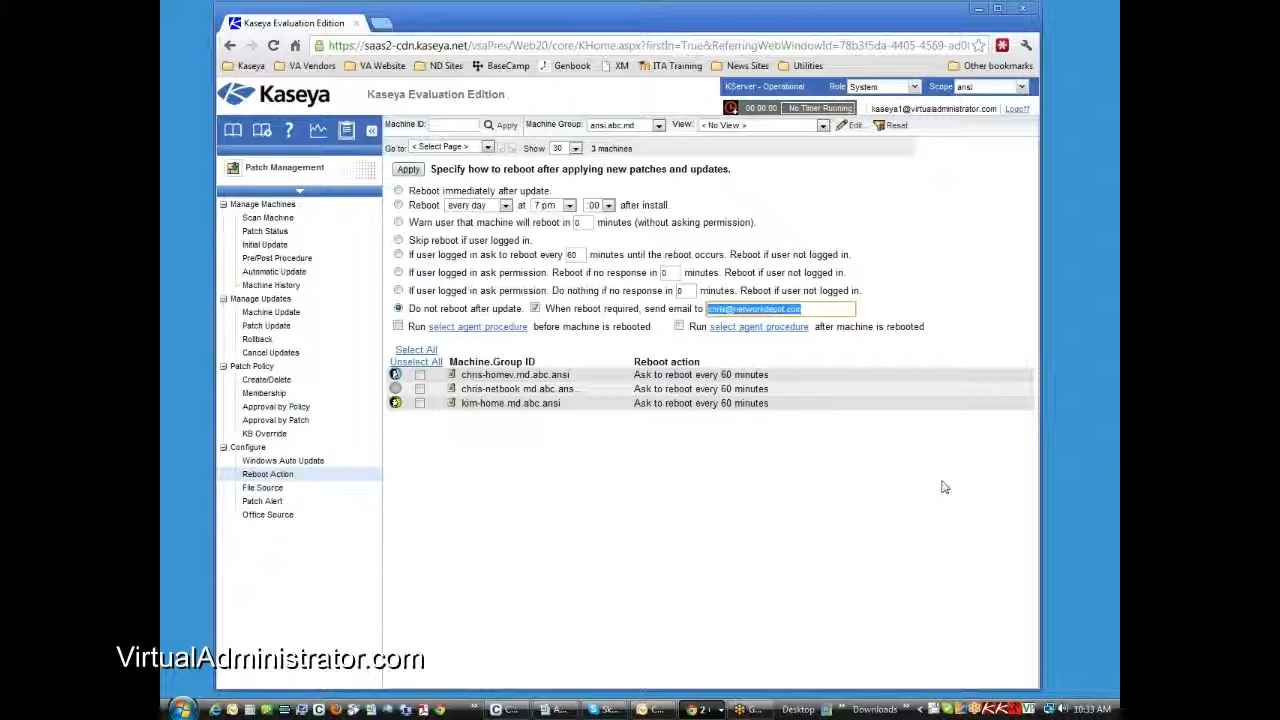 Kaseya Evaluation Edition
https://saas2-cdn.kaseya.net/vsaPres/Web20/core/KHome.aspx?firstIn=True&ReferringWebWindowId=78b3f5da-4405-4569-ad0
Kaseya VA Vendors VA Website ND Sites BaseCamp Genbook XM ITA Training News Sites Utilities Other bookmarks
Kaseya Kaseya Evaluation Edition
KServer - Operational Role System Scope ansi
00:00:00 No Timer Running kaseya1@virtualadministrator.com Logoff
Machine ID: Apply Machine Group: ansi.abc.md View: < No View > Edit... Reset
Go to: < Select Page > Show 30 3 machines
Patch Management
Manage Machines
Scan Machine
Patch Status
Initial Update
Pre/Post Procedure
Automatic Update
Machine History
Manage Updates
Machine Update
Patch Update
Rollback
Cancel Updates
Patch Policy
Create/Delete
Membership
Approval by Policy
Approval by Patch
KB Override
Configure
Windows Auto Update
Reboot Action
File Source
Patch Alert
Office Source
Apply Specify how to reboot after applying new patches and updates.
Reboot immediately after update.
Reboot every day at 7 pm :00 after install.
Warn user that machine will reboot in 0 minutes (without asking permission).
Skip reboot if user logged in.
If user logged in ask to reboot every 60 minutes until the reboot occurs. Reboot if user not logged in.
If user logged in ask permission. Reboot if no response in 0 minutes. Reboot if user not logged in.
If user logged in ask permission. Do nothing if no response in 0 minutes. Reboot if user not logged in.
Do not reboot after update. When reboot required, send email to chris@networkdepot.com
Run select agent procedure before machine is rebooted Run select agent procedure after machine is rebooted
Select All
Unselect All Machine.Group ID Reboot action
chris-homev.md.abc.ansi Ask to reboot every 60 minutes
chris-netbook.md.abc.ans... Ask to reboot every 60 minutes
kim-home.md.abc.ansi Ask to reboot every 60 minutes
VirtualAdministrator.com
Desktop Downloads 10:33 AM